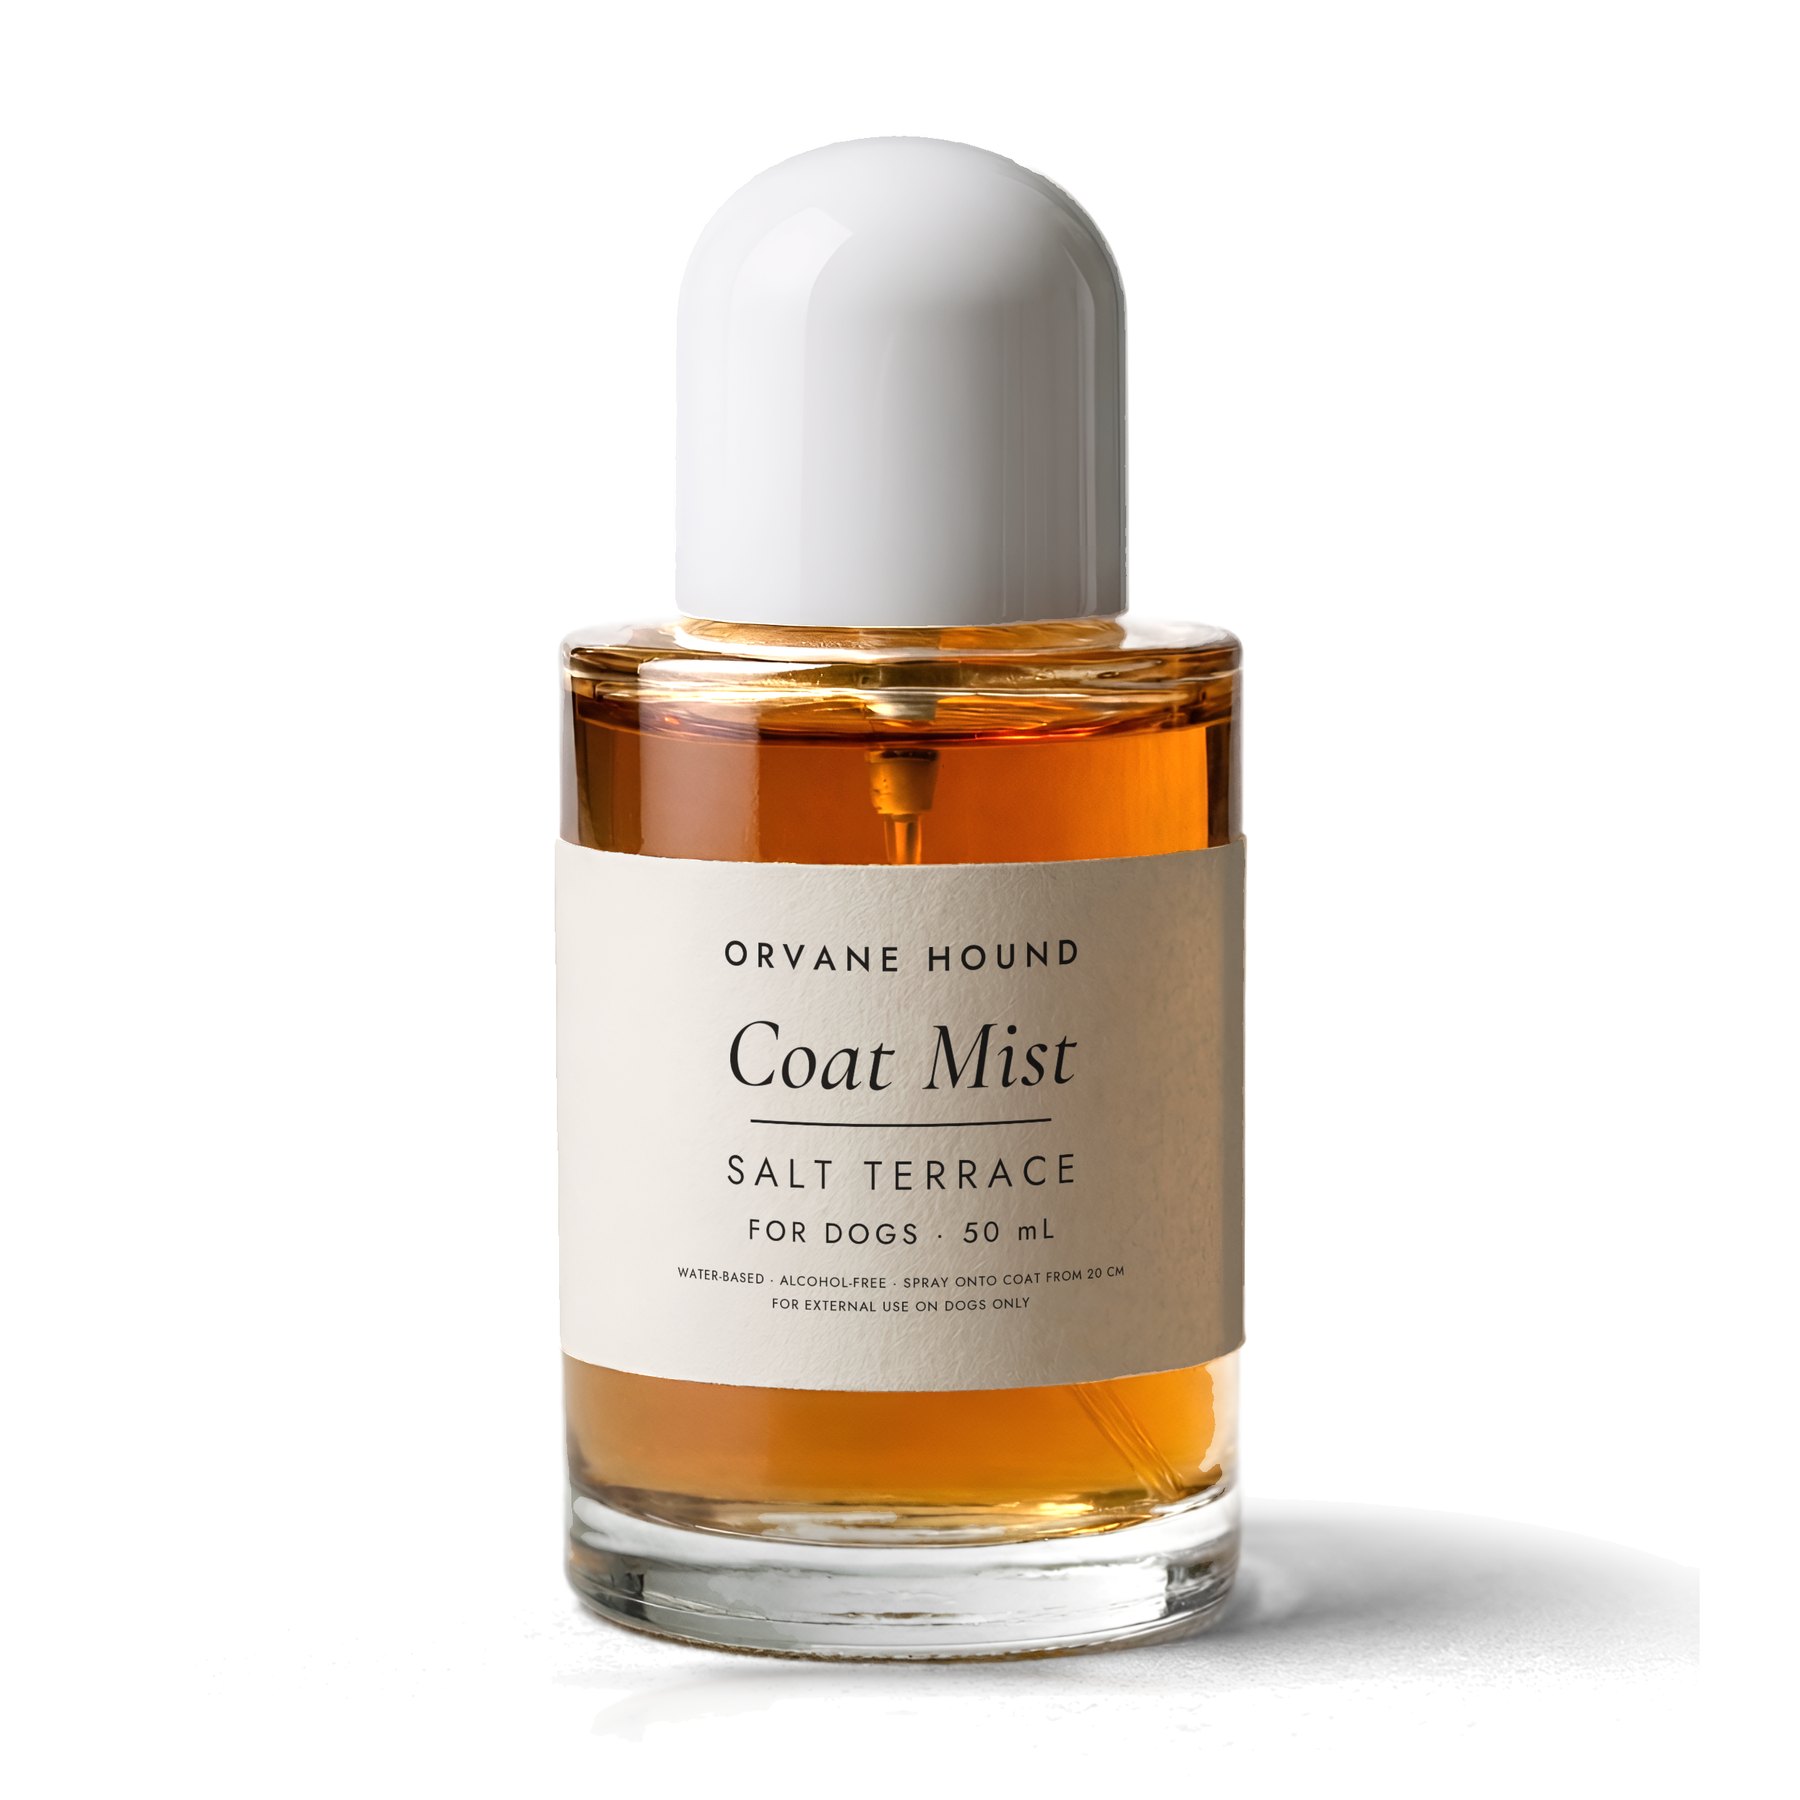 ORVANE HOUND
Coat Mist
SALT TERRACE
FOR DOGS · 50 mL
WATER-BASED · ALCOHOL-FREE · SPRAY ONTO COAT FROM 20 CM
FOR EXTERNAL USE ON DOGS ONLY